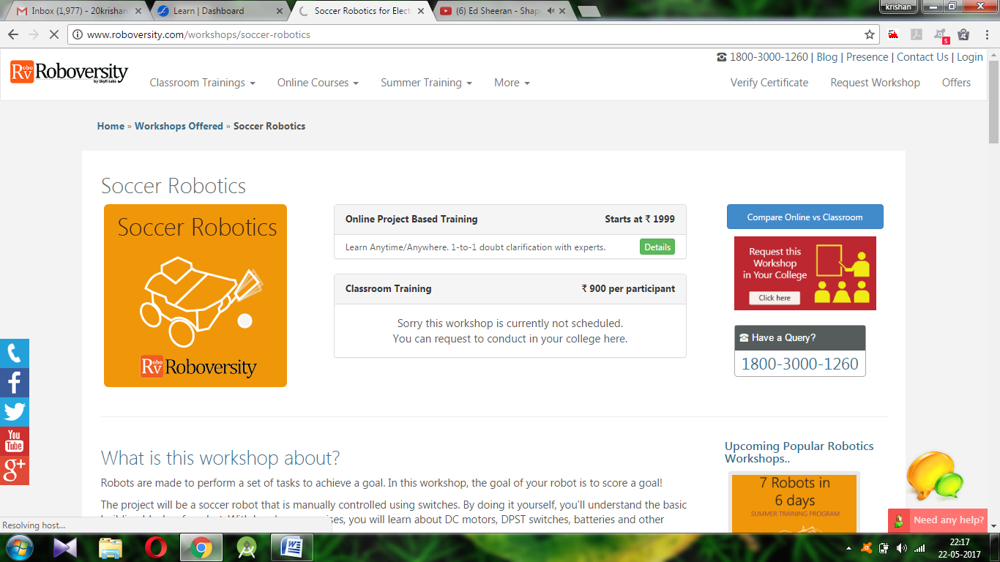 Inbox (1,977) - 20krishan
Learn | Dashboard
Soccer Robotics for Elect
(6) Ed Sheeran - Shap
krishan
www.roboversity.com/workshops/soccer-robotics
S
1800-3000-1260 | Blog | Presence | Contact Us | Login
Robo
Rv Roboversity
by Skyfi Labs
Classroom Trainings
Online Courses
Summer Training
More
Verify Certificate
Request Workshop
Offers
Home » Workshops Offered » Soccer Robotics
Soccer Robotics
Soccer Robotics
Robo
Rv Roboversity
Online Project Based Training Starts at ₹ 1999
Learn Anytime/Anywhere. 1-to-1 doubt clarification with experts. Details
Classroom Training ₹ 900 per participant
Sorry this workshop is currently not scheduled.
You can request to conduct in your college here.
Compare Online vs Classroom
Request this
Workshop
in Your College
Click here
Have a Query?
1800-3000-1260
You
Tube
g+
What is this workshop about?
Robots are made to perform a set of tasks to achieve a goal. In this workshop, the goal of your robot is to score a goal!
The project will be a soccer robot that is manually controlled using switches. By doing it yourself, you'll understand the basic
you will learn about DC motors, DPST switches, batteries and other
Upcoming Popular Robotics
Workshops..
7 Robots in
6 days
SUMMER TRAINING PROGRAM
Need any help?
Resolving host...
22:17
22-05-2017